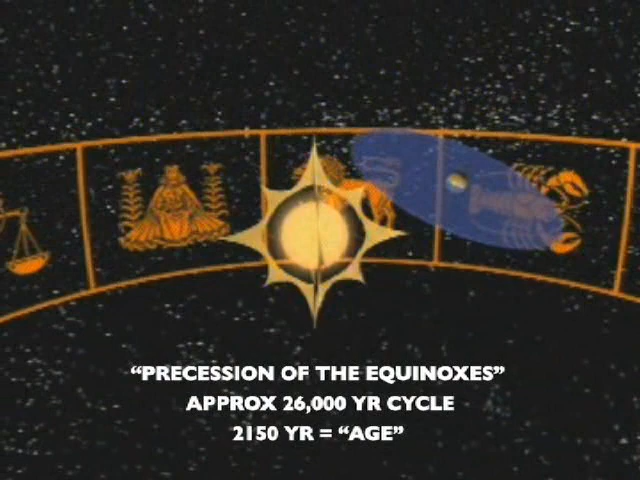 “PRECESSION OF THE EQUINOXES”
APPROX 26,000 YR CYCLE
2150 YR = “AGE”